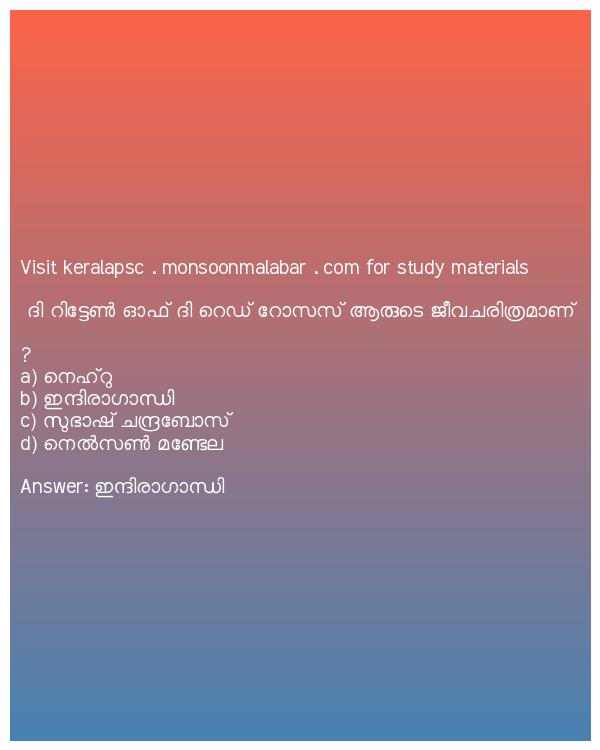 Visit keralapsc . monsoonmalabar . com for study materials
ദി റിട്ടേൺ ഓഫ് ദി റെഡ് റോസസ് ആരുടെ ജീവചരിത്രമാണ്
?
a) നെഹ്റു
b) ഇന്ദിരാഗാന്ധി
c) സുഭാഷ് ചന്ദ്രബോസ്
d) നെൽസൺ മണ്ടേല
Answer: ഇന്ദിരാഗാന്ധി